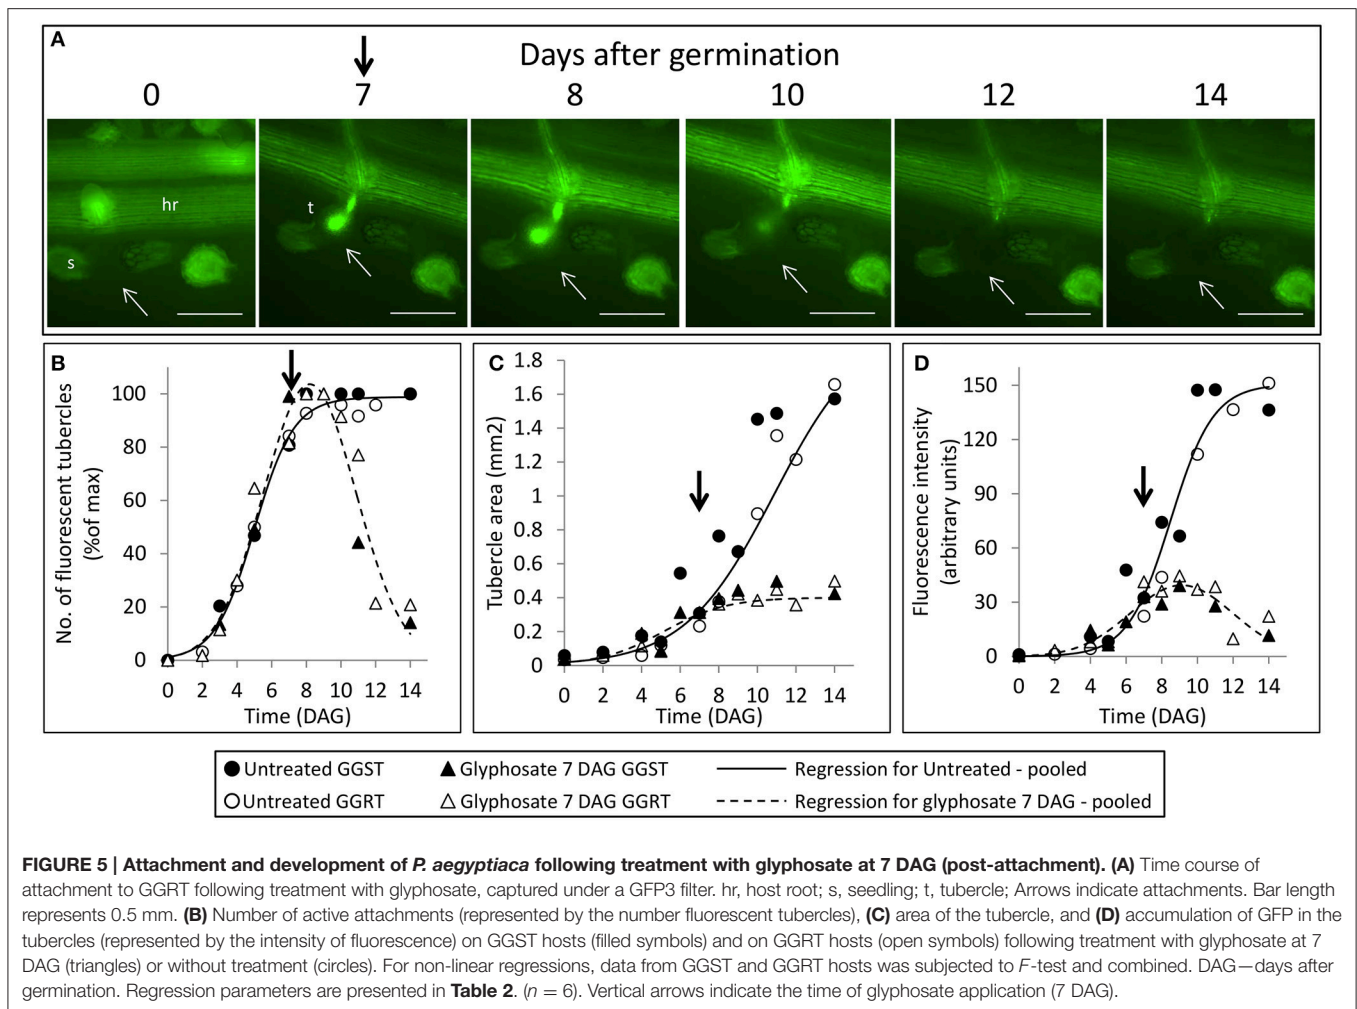 A
Days after germination
0 7 8 10 12 14
hr
s
t
B
No. of fluorescent tubercles
(%of max)
100
80
60
40
20
0
0 2 4 6 8 10 12 14
Time (DAG)
C
Tubercle area (mm2)
1.8
1.6
1.4
1.2
1
0.8
0.6
0.4
0.2
0
0 2 4 6 8 10 12 14
Time (DAG)
D
Fluorescence intensity
(arbitrary units)
150
120
90
60
30
0
0 2 4 6 8 10 12 14
Time (DAG)
Untreated GGST Glyphosate 7 DAG GGST Regression for Untreated - pooled
Untreated GGRT Glyphosate 7 DAG GGRT Regression for glyphosate 7 DAG - pooled
FIGURE 5 | Attachment and development of P. aegyptiaca following treatment with glyphosate at 7 DAG (post-attachment). (A) Time course of
attachment to GGRT following treatment with glyphosate, captured under a GFP3 filter. hr, host root; s, seedling; t, tubercle; Arrows indicate attachments. Bar length
represents 0.5 mm. (B) Number of active attachments (represented by the number fluorescent tubercles), (C) area of the tubercle, and (D) accumulation of GFP in the
tubercles (represented by the intensity of fluorescence) on GGST hosts (filled symbols) and on GGRT hosts (open symbols) following treatment with glyphosate at 7
DAG (triangles) or without treatment (circles). For non-linear regressions, data from GGST and GGRT hosts was subjected to F-test and combined. DAG—days after
germination. Regression parameters are presented in Table 2. (n = 6). Vertical arrows indicate the time of glyphosate application (7 DAG).